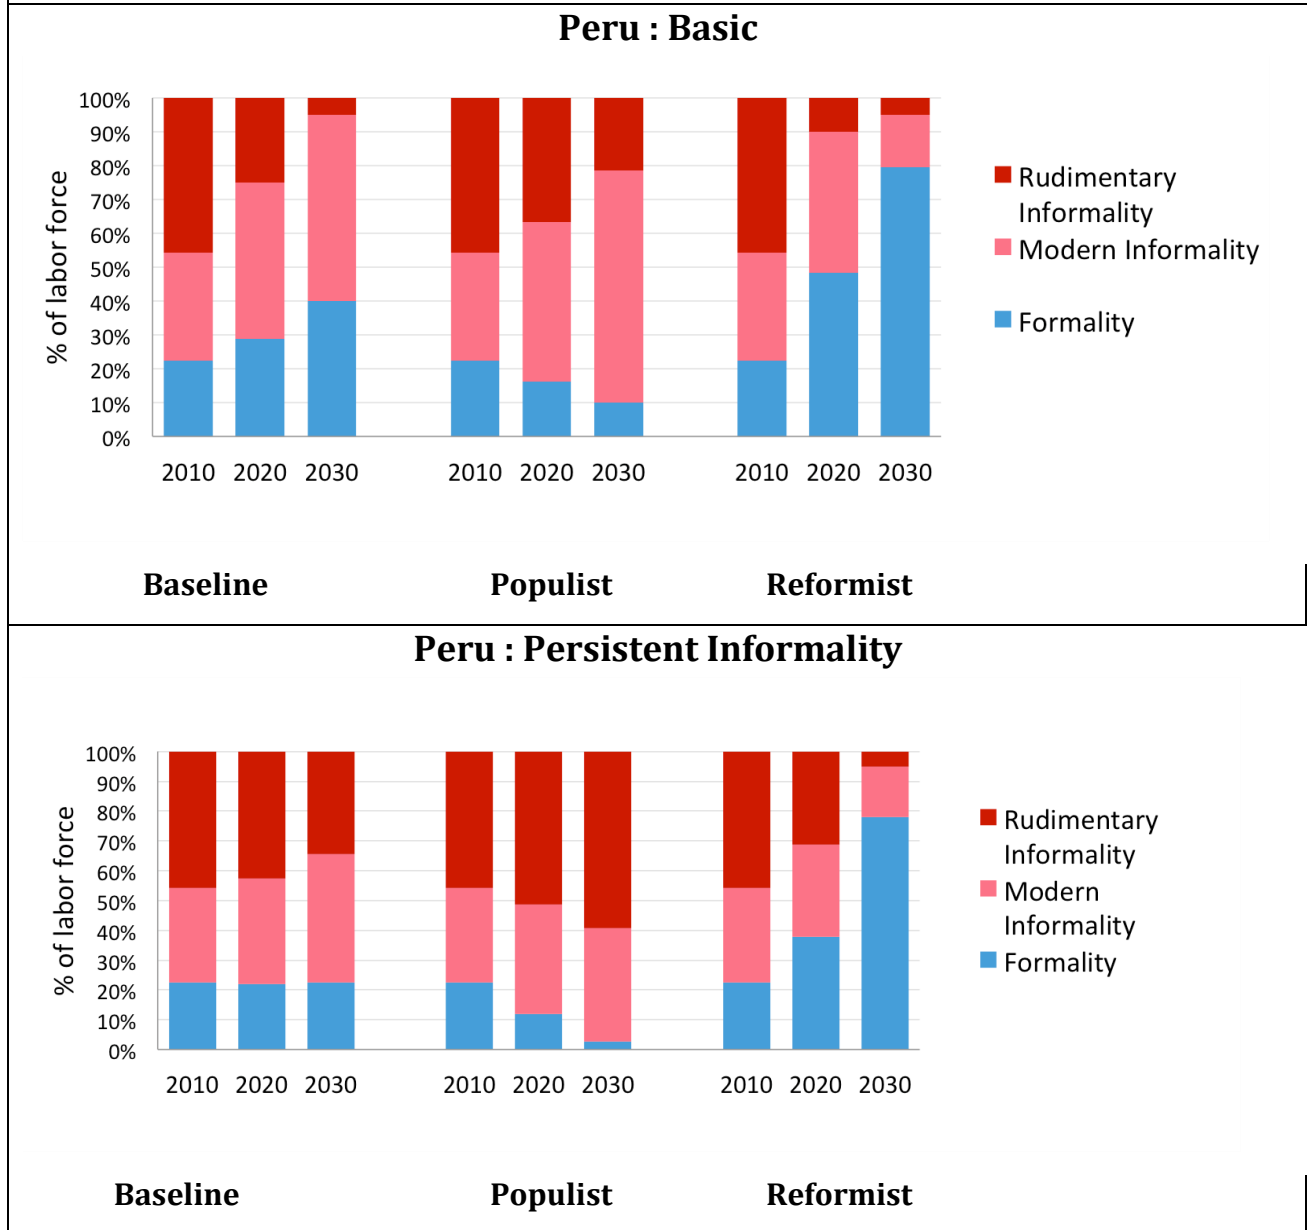 Peru : Basic
100%
90%
80%
70%
60%
50%
40%
30%
20%
10%
0%
% of labor force
2010 2020 2030 2010 2020 2030 2010 2020 2030
Rudimentary
Informality
Modern Informality
Formality
Baseline Populist Reformist
Peru : Persistent Informality
100%
90%
80%
70%
60%
50%
40%
30%
20%
10%
0%
% of labor force
2010 2020 2030 2010 2020 2030 2010 2020 2030
Rudimentary
Informality
Modern
Informality
Formality
Baseline Populist Reformist